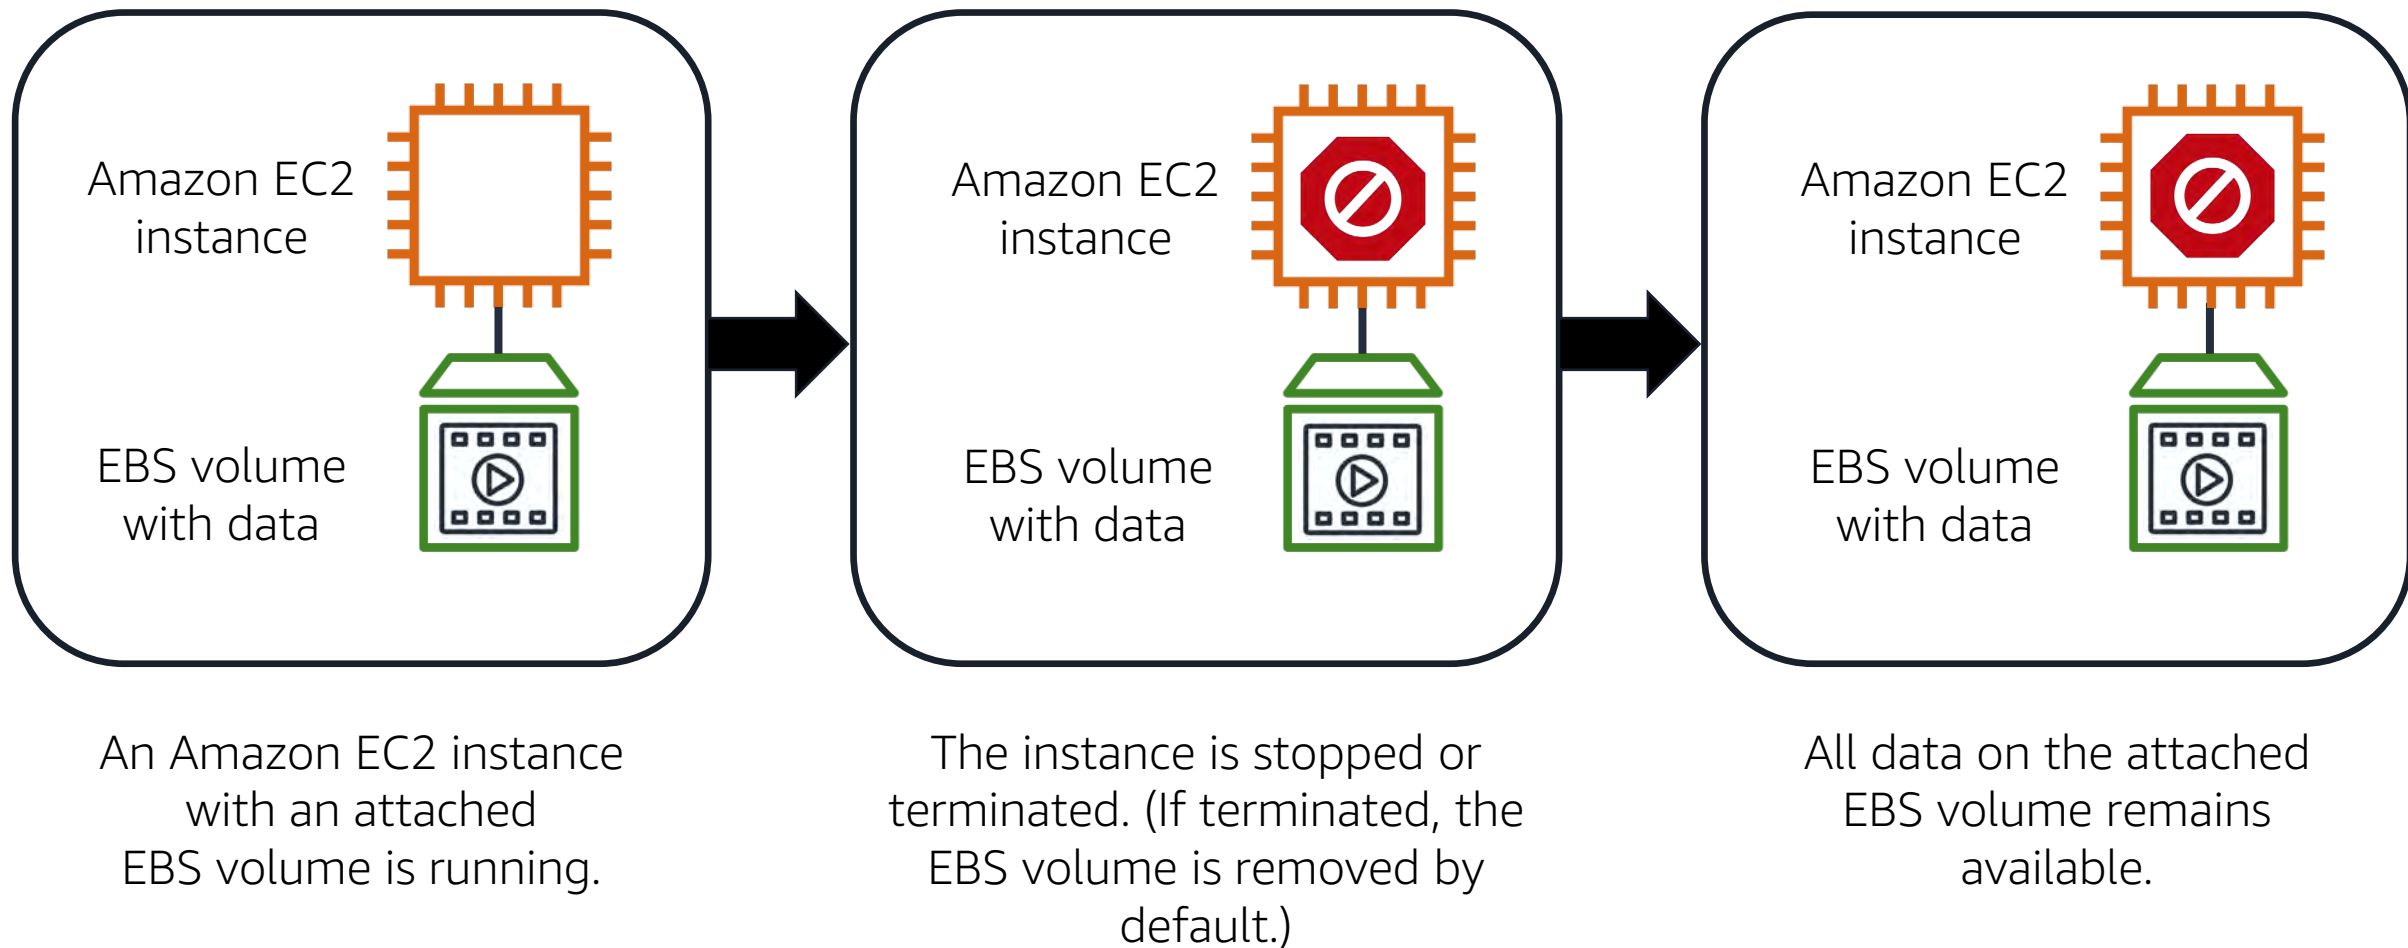 Amazon EC2
instance
EBS volume
with data
An Amazon EC2 instance
with an attached
EBS volume is running.
Amazon EC2
instance
EBS volume
with data
The instance is stopped or
terminated. (If terminated, the
EBS volume is removed by
default.)
Amazon EC2
instance
EBS volume
with data
All data on the attached
EBS volume remains
available.